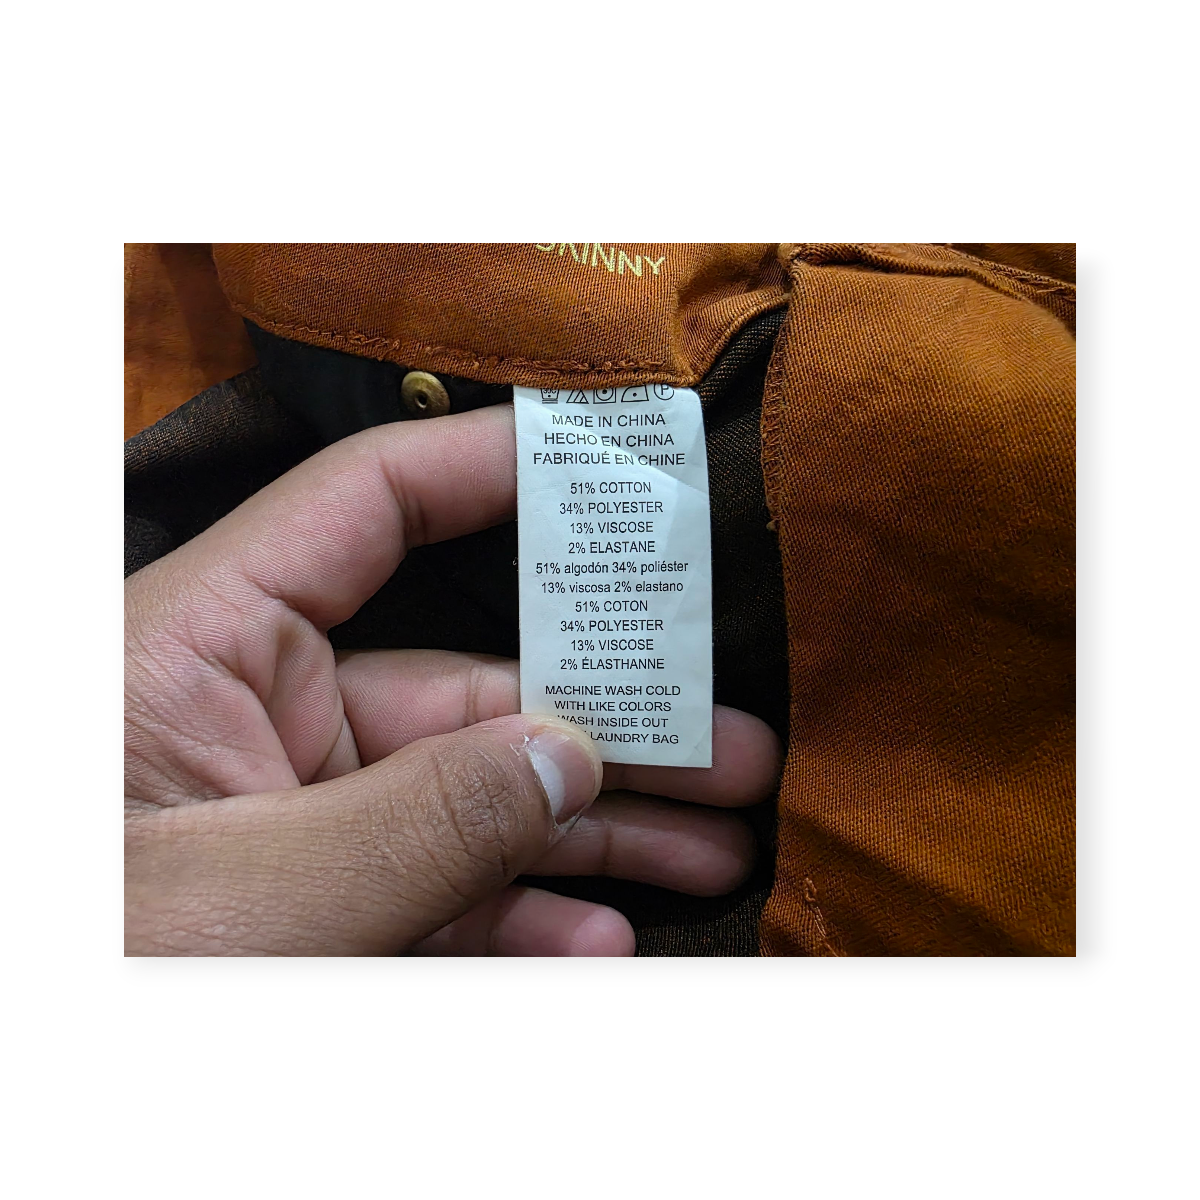 SKINNY
P
MADE IN CHINA
HECHO EN CHINA
FABRIQUÉ EN CHINE
51% COTTON
34% POLYESTER
13% VISCOSE
2% ELASTANE
51% algodón 34% poliéster
13% viscosa 2% elastano
51% COTON
34% POLYESTER
13% VISCOSE
2% ÉLASTHANNE
MACHINE WASH COLD
WITH LIKE COLORS
WASH INSIDE OUT
LAUNDRY BAG